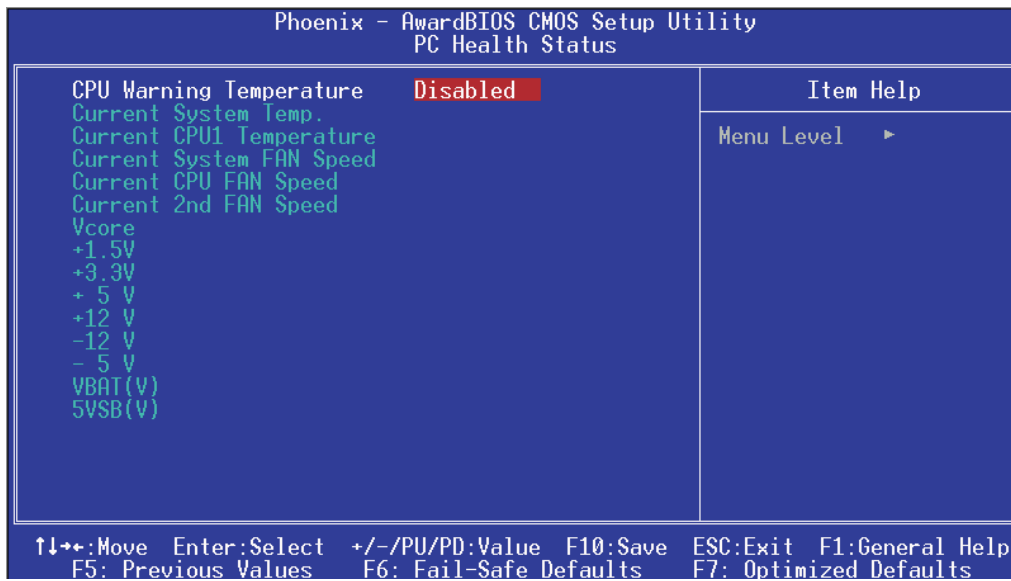 Phoenix - AwardBIOS CMOS Setup Utility
PC Health Status
CPU Warning Temperature Disabled
Current System Temp.
Current CPU1 Temperature
Current System FAN Speed
Current CPU FAN Speed
Current 2nd FAN Speed
Vcore
+1.5V
+3.3V
+ 5 V
+12 V
-12 V
- 5 V
VBAT(V)
5VSB(V)
Item Help
Menu Level ►
↑↓→←:Move Enter:Select +/-/PU/PD:Value F10:Save ESC:Exit F1:General Help
F5: Previous Values F6: Fail-Safe Defaults F7: Optimized Defaults